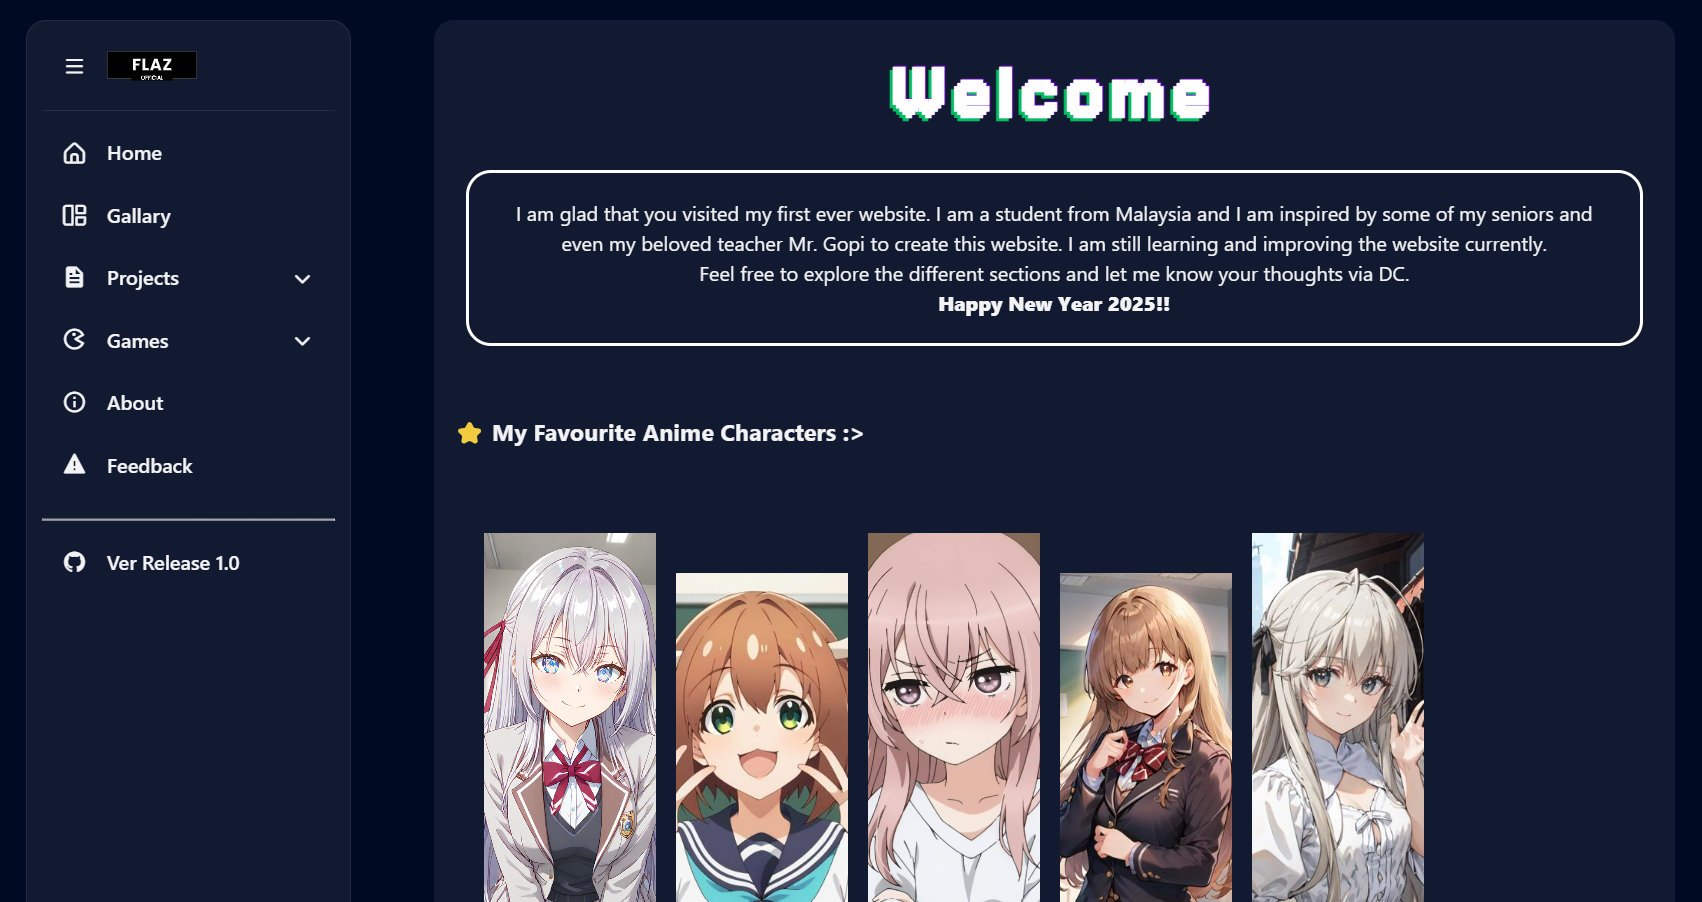 FLAZ
OFFICIAL
Home
Gallary
Projects
Games
About
Feedback
Ver Release 1.0
Welcome
I am glad that you visited my first ever website. I am a student from Malaysia and I am inspired by some of my seniors and
even my beloved teacher Mr. Gopi to create this website. I am still learning and improving the website currently.
Feel free to explore the different sections and let me know your thoughts via DC.
Happy New Year 2025!!
My Favourite Anime Characters :>